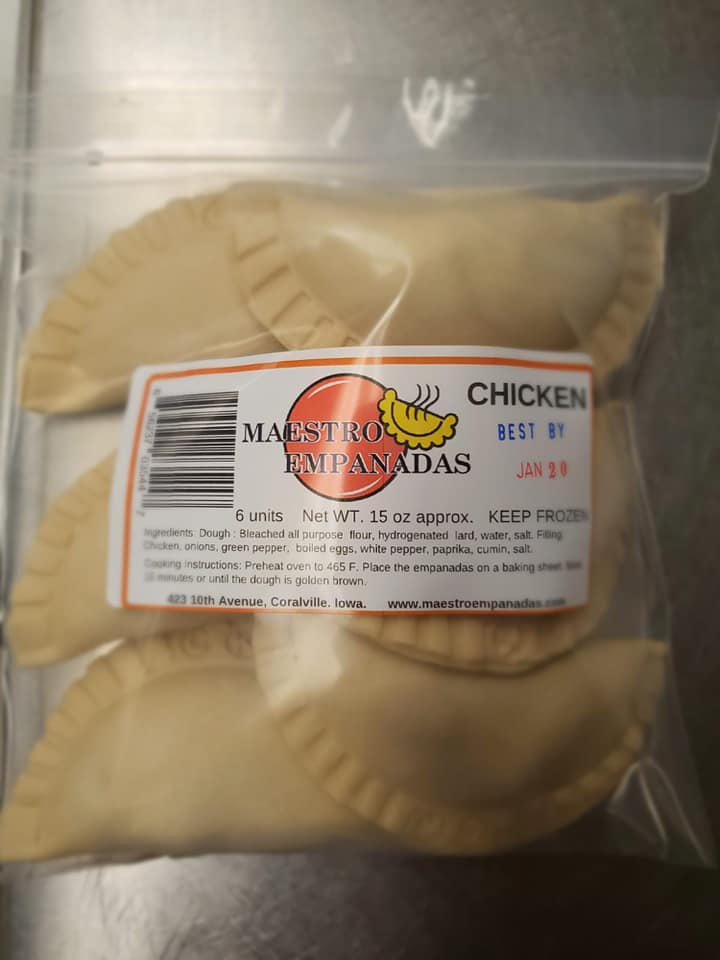 CHICKEN
MAESTRO
EMPANADAS
BEST BY
JAN 20
6 units Net WT. 15 oz approx. KEEP FROZEN
Ingredients: Dough : Bleached all purpose flour, hydrogenated lard, water, salt. Filling:
Chicken, onions, green pepper, boiled eggs, white pepper, paprika, cumin, salt.
Cooking instructions: Preheat oven to 465 F. Place the empanadas on a baking sheet.
minutes or until the dough is golden brown.
423 10th Avenue, Coralville. Iowa. www.maestroempanadas.com